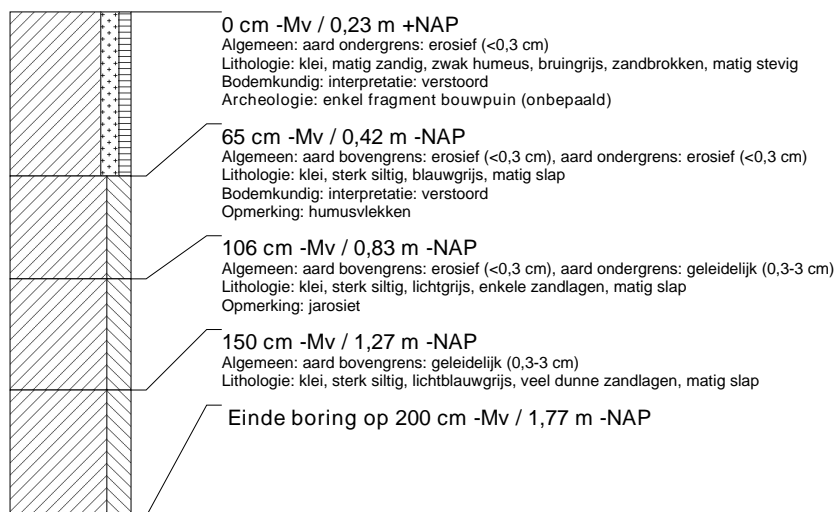 0 cm -Mv / 0,23 m +NAP
Algemeen: aard ondergrens: erosief (<0,3 cm)
Lithologie: klei, matig zandig, zwak humeus, bruingrijs, zandbrokken, matig stevig
Bodemkundig: interpretatie: verstoord
Archeologie: enkel fragment bouwpuin (onbepaald)
65 cm -Mv / 0,42 m -NAP
Algemeen: aard bovengrens: erosief (<0,3 cm), aard ondergrens: erosief (<0,3 cm)
Lithologie: klei, sterk siltig, blauwgrijs, matig slap
Bodemkundig: interpretatie: verstoord
Opmerking: humusvlekken
106 cm -Mv / 0,83 m -NAP
Algemeen: aard bovengrens: erosief (<0,3 cm), aard ondergrens: geleidelijk (0,3-3 cm)
Lithologie: klei, sterk siltig, lichtgrijs, enkele zandlagen, matig slap
Opmerking: jarosiet
150 cm -Mv / 1,27 m -NAP
Algemeen: aard bovengrens: geleidelijk (0,3-3 cm)
Lithologie: klei, sterk siltig, lichtblauwgrijs, veel dunne zandlagen, matig slap
Einde boring op 200 cm -Mv / 1,77 m -NAP